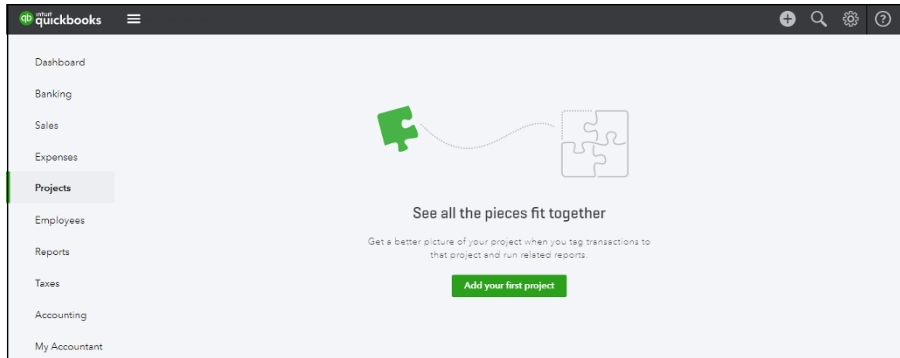 qb intuit quickbooks
Dashboard
Banking
Sales
Expenses
Projects
Employees
Reports
Taxes
Accounting
My Accountant
See all the pieces fit together
Get a better picture of your project when you tag transactions to
that project and run related reports.
Add your first project